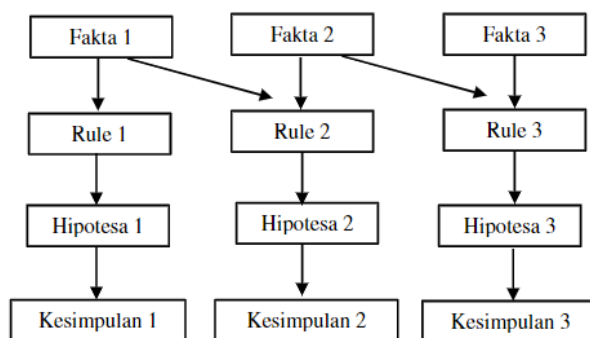 Fakta 1
Fakta 2
Fakta 3
Rule 1
Rule 2
Rule 3
Hipotesa 1
Hipotesa 2
Hipotesa 3
Kesimpulan 1
Kesimpulan 2
Kesimpulan 3